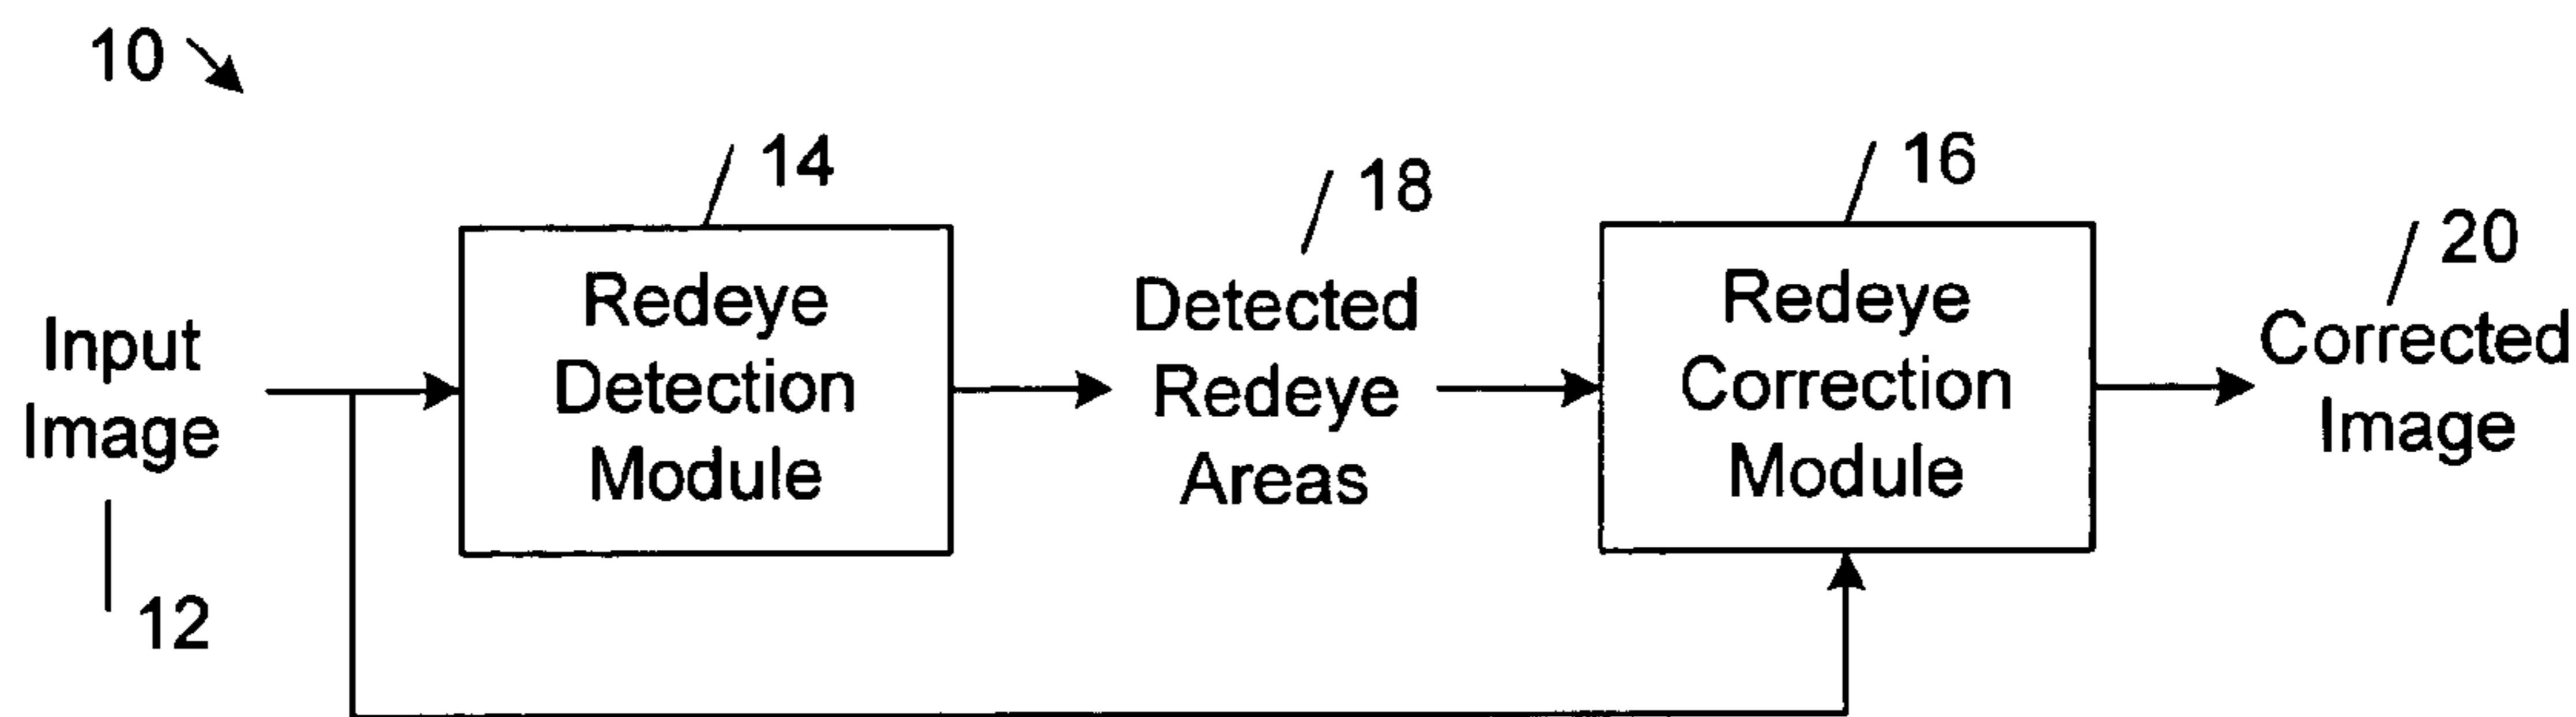 10
14
18
16
20
Input
Image
12
Redeye
Detection
Module
Detected
Redeye
Areas
Redeye
Correction
Module
Corrected
Image